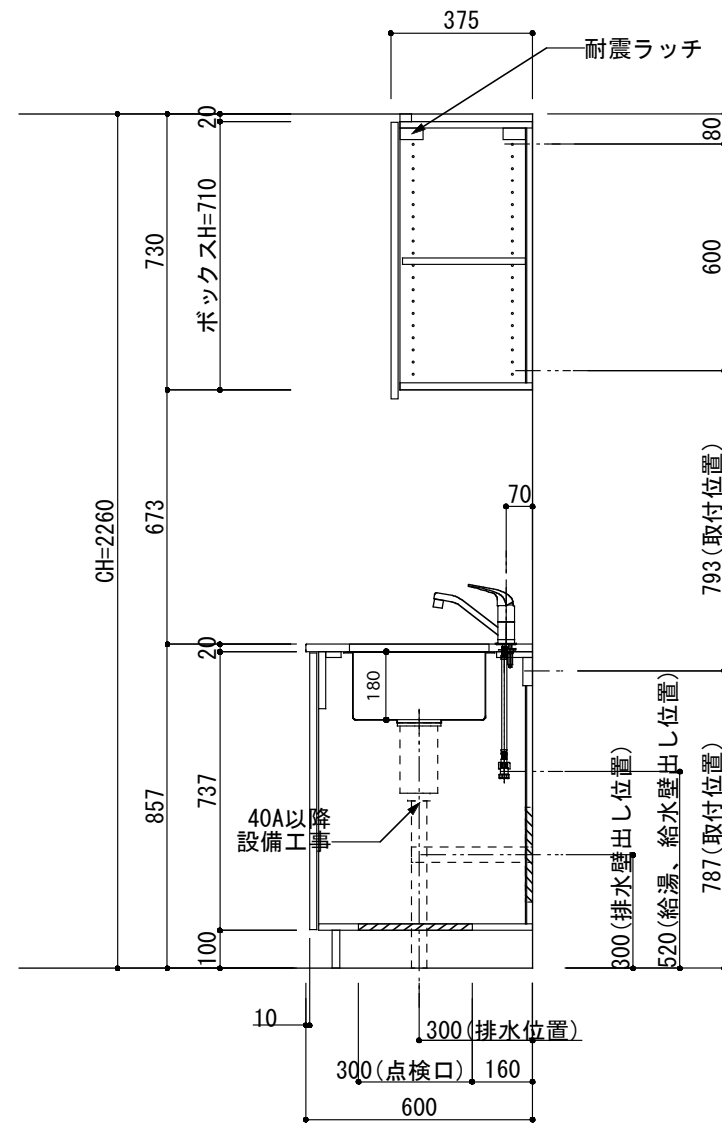 375
耐震ラッチ
20
80
ボックスH=710
730
600
CH=2260
673
70
793(取付位置)
20
180
857
737
40A以降
設備工事
300(排水壁出し位置)
520(給湯、給水壁出し位置)
787(取付位置)
100
10
300(排水位置)
300(点検口)
160
600